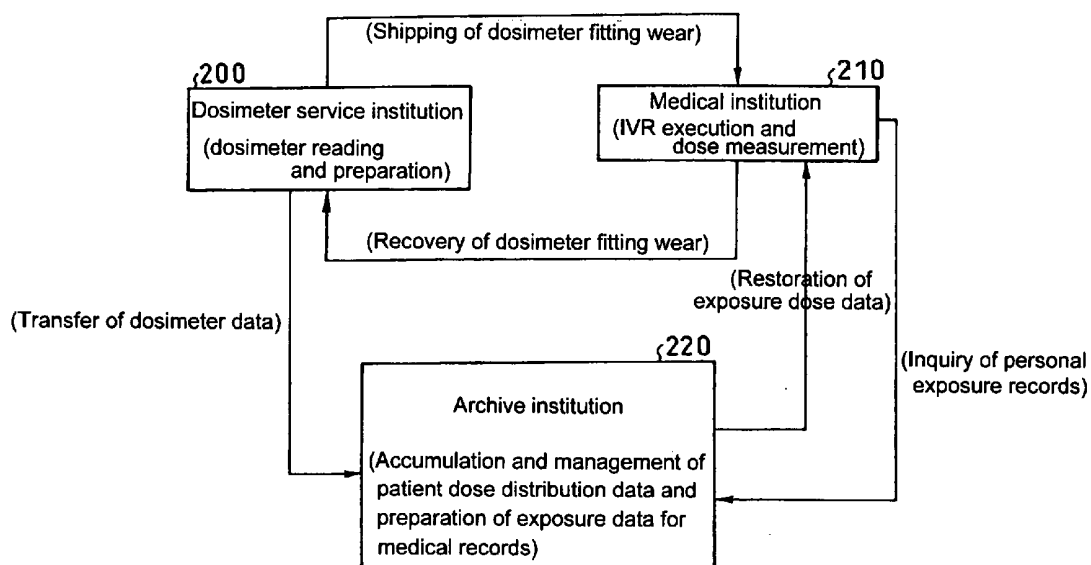 (Shipping of dosimeter fitting wear)
200
Dosimeter service institution
(dosimeter reading
and preparation)
210
Medical institution
(IVR execution and
dose measurement)
(Recovery of dosimeter fitting wear)
(Restoration of
exposure dose data)
(Transfer of dosimeter data)
(Inquiry of personal
exposure records)
220
Archive institution
(Accumulation and management of
patient dose distribution data and
preparation of exposure data for
medical records)